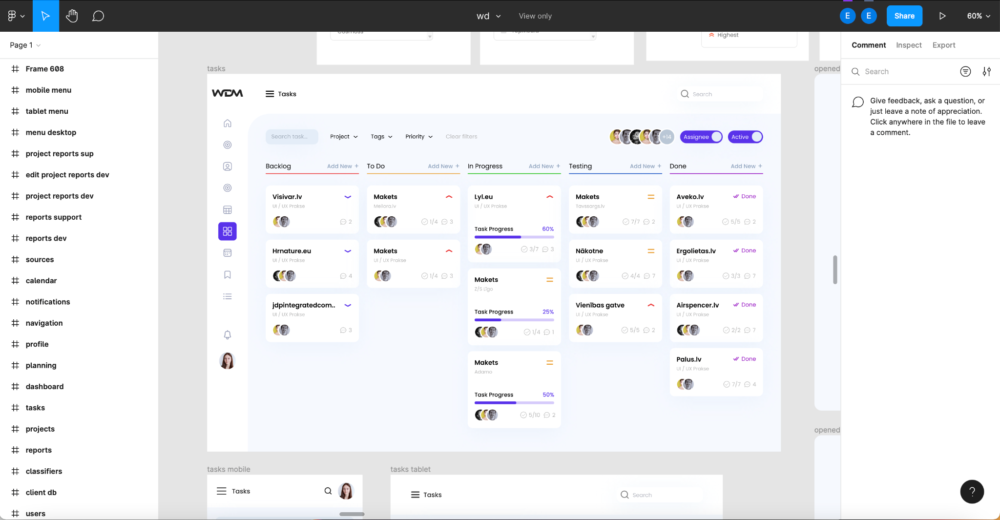 wd
View only
E
E
Share
60%
Page 1
Frame 608
mobile menu
tablet menu
menu desktop
project reports sup
edit project reports dev
project reports dev
reports support
reports dev
sources
calendar
notifications
navigation
profile
planning
dashboard
tasks
projects
reports
classifiers
client db
users
Cosmoss
TopMedia
Highest
tasks
opened
WDM
Tasks
Search
Search task...
Project
Tags
Priority
Clear filters
+14
Assignee
Active
Backlog
Add New +
Visivar.lv
UI / UX Prakse
2
Hrnature.eu
UI / UX Prakse
4
jdpintegratedcom..
UI / UX Prakse
3
To Do
Add New +
Makets
Meliora.lv
1/4 3
Makets
UI / UX Prakse
1/4 3
In Progress
Add New +
Lyl.eu
UI / UX Prakse
Task Progress 60%
3/7 3
Makets
Z/S Līgo
Task Progress 25%
1/4 1
Makets
Adamo
Task Progress 50%
5/10 2
Testing
Add New +
Makets
Tavssargs.lv
7/7 2
Nākotne
UI / UX Prakse
4/4 7
Vienības gatve
UI / UX Prakse
5/5 2
Done
Add New +
Aveko.lv
Done
UI / UX Prakse
5/5 2
Ergolietas.lv
Done
UI / UX Prakse
3/3 7
Airspencer.lv
Done
UI / UX Prakse
2/2 7
Palus.lv
Done
UI / UX Prakse
7/7 4
opened
tasks mobile
Tasks
tasks tablet
Tasks
Search
Comment
Inspect
Export
Search
Give feedback, ask a question, or
just leave a note of appreciation.
Click anywhere in the file to leave
a comment.
?